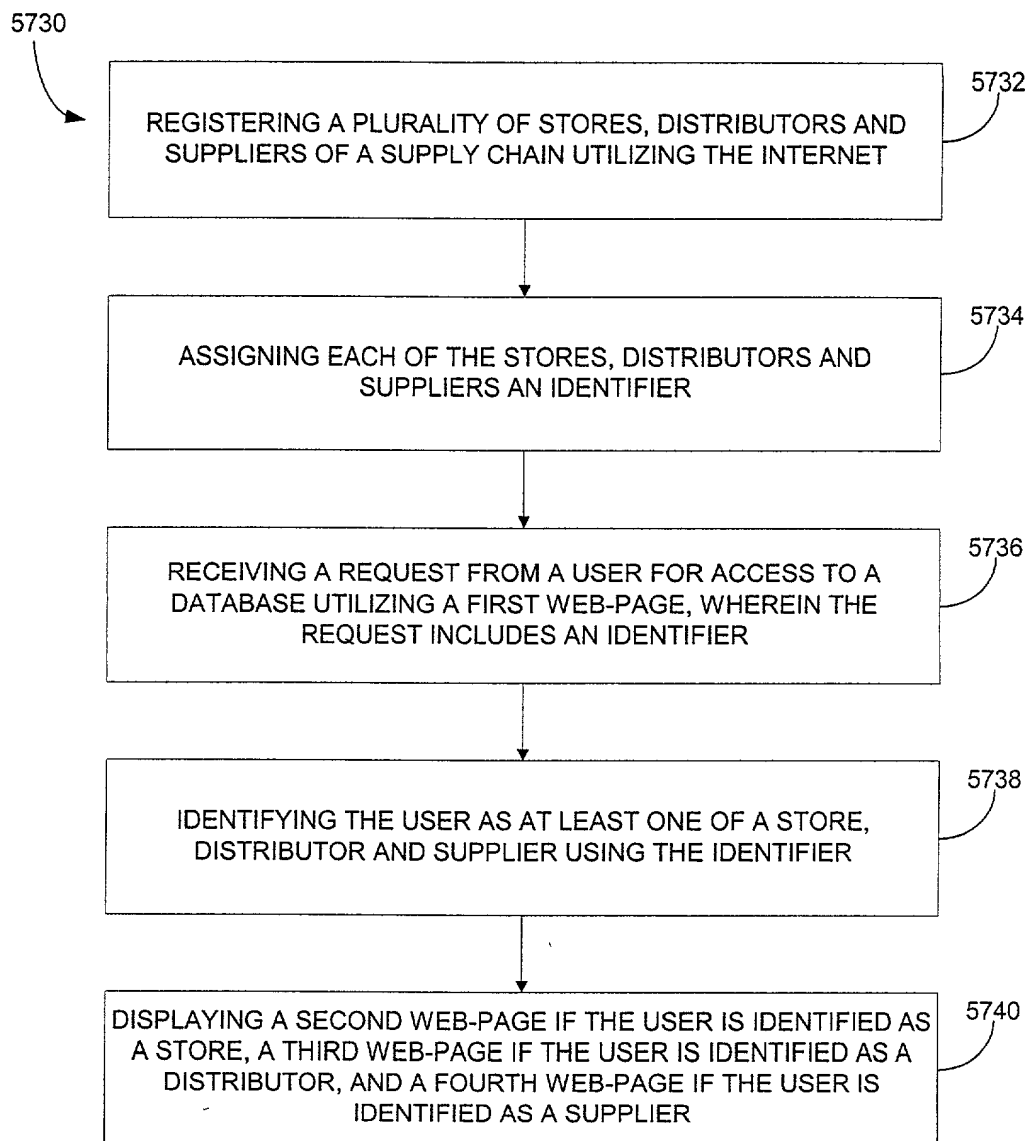 5730
5732
REGISTERING A PLURALITY OF STORES, DISTRIBUTORS AND
SUPPLIERS OF A SUPPLY CHAIN UTILIZING THE INTERNET
5734
ASSIGNING EACH OF THE STORES, DISTRIBUTORS AND
SUPPLIERS AN IDENTIFIER
5736
RECEIVING A REQUEST FROM A USER FOR ACCESS TO A
DATABASE UTILIZING A FIRST WEB-PAGE, WHEREIN THE
REQUEST INCLUDES AN IDENTIFIER
5738
IDENTIFYING THE USER AS AT LEAST ONE OF A STORE,
DISTRIBUTOR AND SUPPLIER USING THE IDENTIFIER
5740
DISPLAYING A SECOND WEB-PAGE IF THE USER IS IDENTIFIED AS
A STORE, A THIRD WEB-PAGE IF THE USER IS IDENTIFIED AS A
DISTRIBUTOR, AND A FOURTH WEB-PAGE IF THE USER IS
IDENTIFIED AS A SUPPLIER